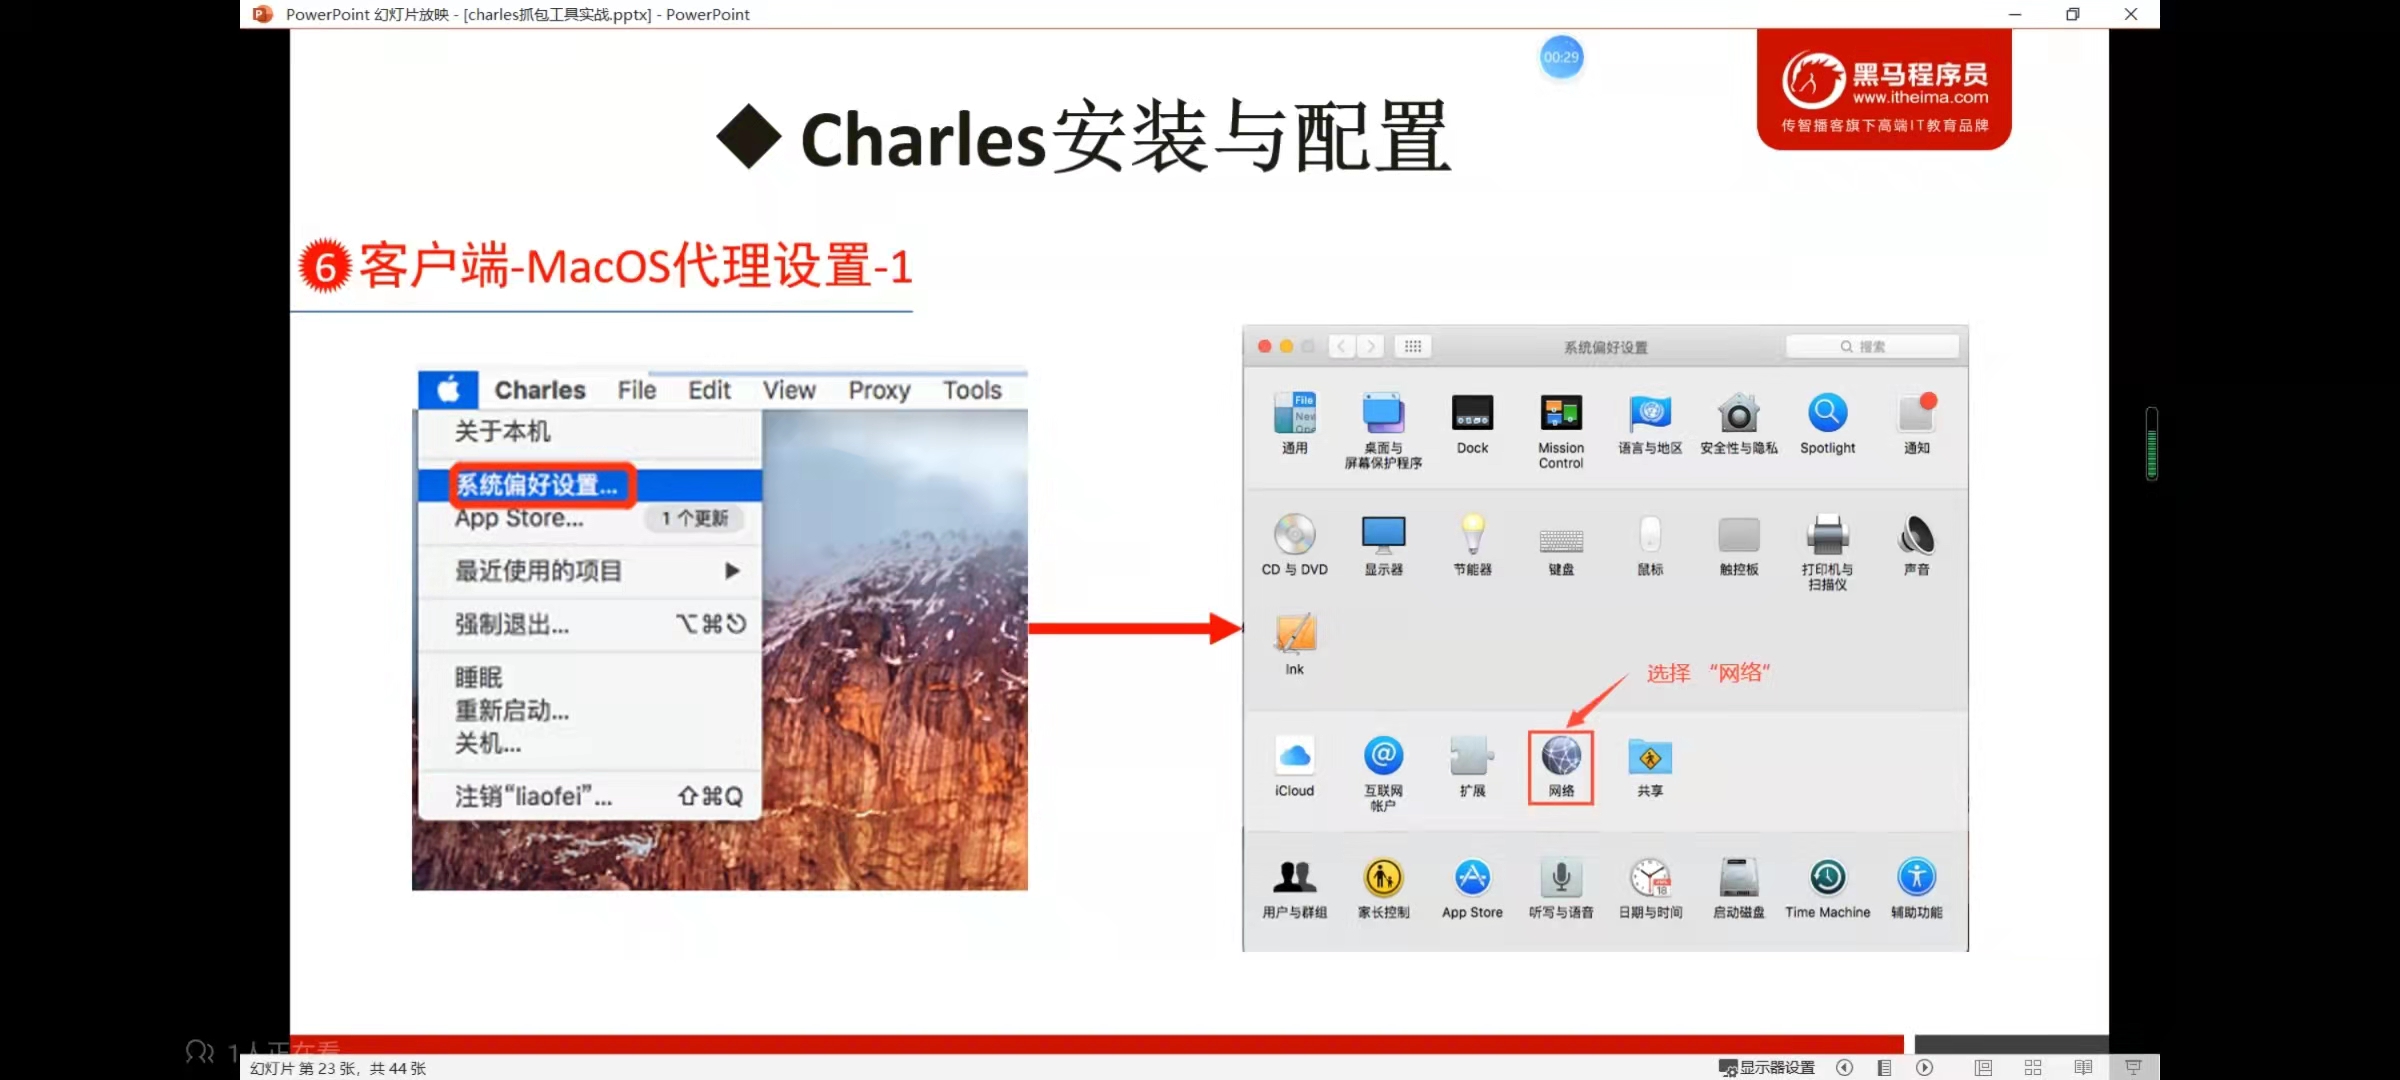 PowerPoint 幻灯片放映 - [charles抓包工具实战.pptx] - PowerPoint
00:29
黑马程序员
www.itheima.com
传智播客旗下高端IT教育品牌
◆ Charles安装与配置
6 客户端-MacOS代理设置-1
Charles File Edit View Proxy Tools
关于本机
系统偏好设置...
App Store... 1 个更新
最近使用的项目 ▶
强制退出... ⌥⌘⎋
睡眠
重新启动...
关机...
注销“liaofei”... ⇧⌘Q
系统偏好设置
搜索
File
New
Ope
通用
桌面与
屏幕保护程序
Dock
Mission
Control
语言与地区
安全性与隐私
Spotlight
通知
CD 与 DVD
显示器
节能器
键盘
鼠标
触控板
打印机与
扫描仪
声音
Ink
选择 “网络”
iCloud
互联网
帐户
扩展
网络
共享
用户与群组
家长控制
App Store
听写与语音
18
日期与时间
启动磁盘
Time Machine
辅助功能
1人正在看
幻灯片 第 23 张，共 44 张
显示器设置